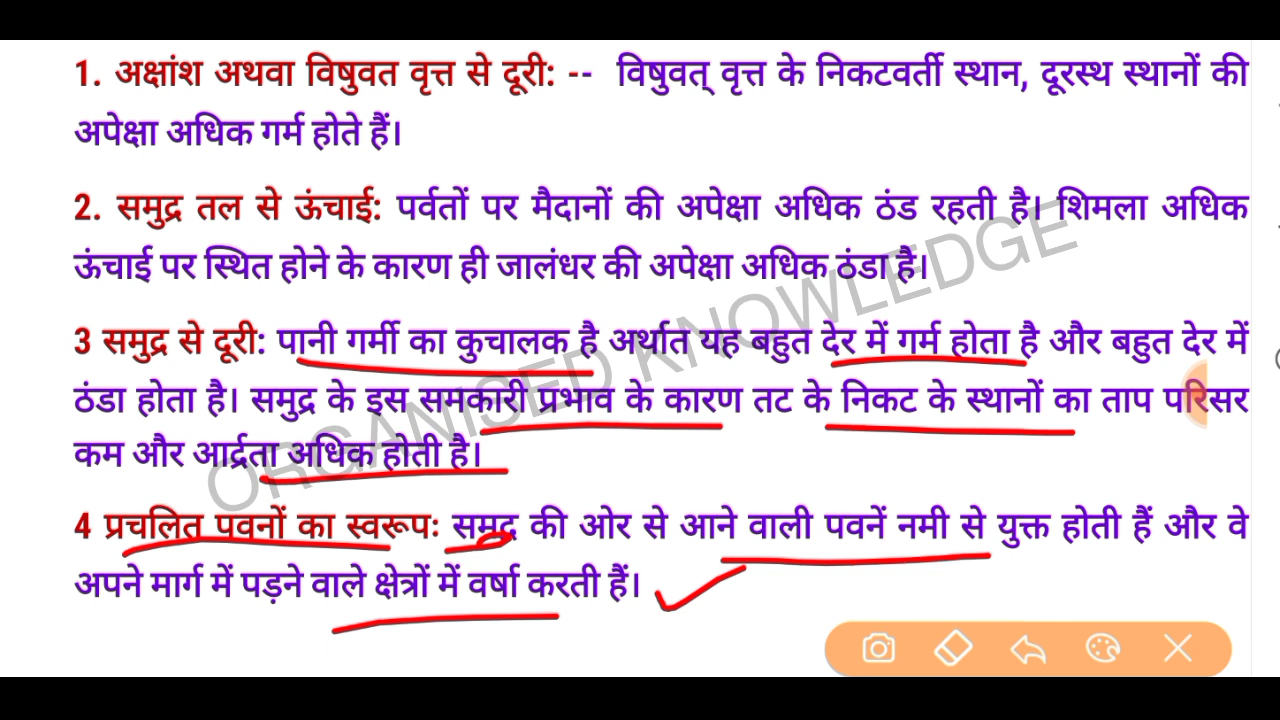 1. अक्षांश अथवा विषुवत वृत्त से दूरी: -- विषुवत् वृत्त के निकटवर्ती स्थान, दूरस्थ स्थानों की
अपेक्षा अधिक गर्म होते हैं।
2. समुद्र तल से ऊंचाई: पर्वतों पर मैदानों की अपेक्षा अधिक ठंड रहती है। शिमला अधिक
ऊंचाई पर स्थित होने के कारण ही जालंधर की अपेक्षा अधिक ठंडा है।
3 समुद्र से दूरी: पानी गर्मी का कुचालक है अर्थात यह बहुत देर में गर्म होता है और बहुत देर में
ठंडा होता है। समुद्र के इस समकारी प्रभाव के कारण तट के निकट के स्थानों का ताप परिसर
कम और आर्द्रता अधिक होती है।
4 प्रचलित पवनों का स्वरूपः समुद्र की ओर से आने वाली पवनें नमी से युक्त होती हैं और वे
अपने मार्ग में पड़ने वाले क्षेत्रों में वर्षा करती हैं।
ORGANISED KNOWLEDGE